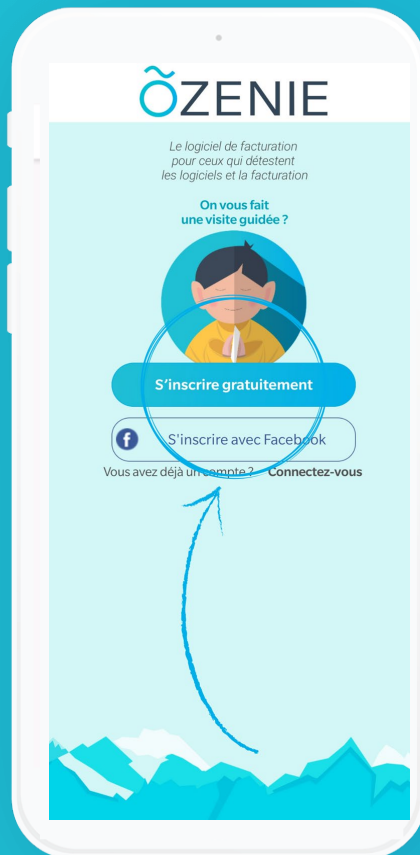 ÕZENIE
Le logiciel de facturation
pour ceux qui détestent
les logiciels et la facturation
On vous fait
une visite guidée ?
S'inscrire gratuitement
f
S'inscrire avec Facebook
Vous avez déjà un compte ? Connectez-vous